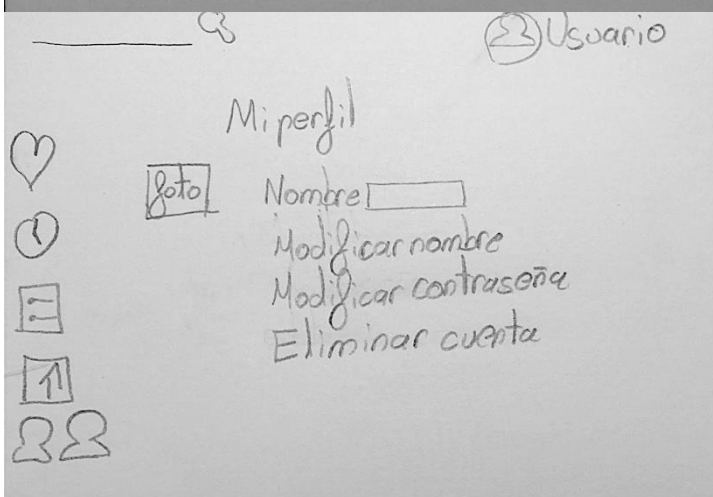 Usuario
Mi perfil
foto
Nombre
Modificar nombre
Modificar contraseña
Eliminar cuenta